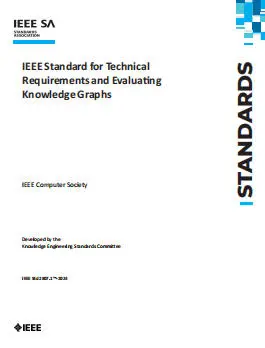 IEEE SA
STANDARDS
ASSOCIATION
STANDARDS
IEEE Standard for Technical
Requirements and Evaluating
Knowledge Graphs
IEEE Computer Society
Developed by the
Knowledge Engineering Standards Committee
IEEE Std 2807.1™-2024
IEEE